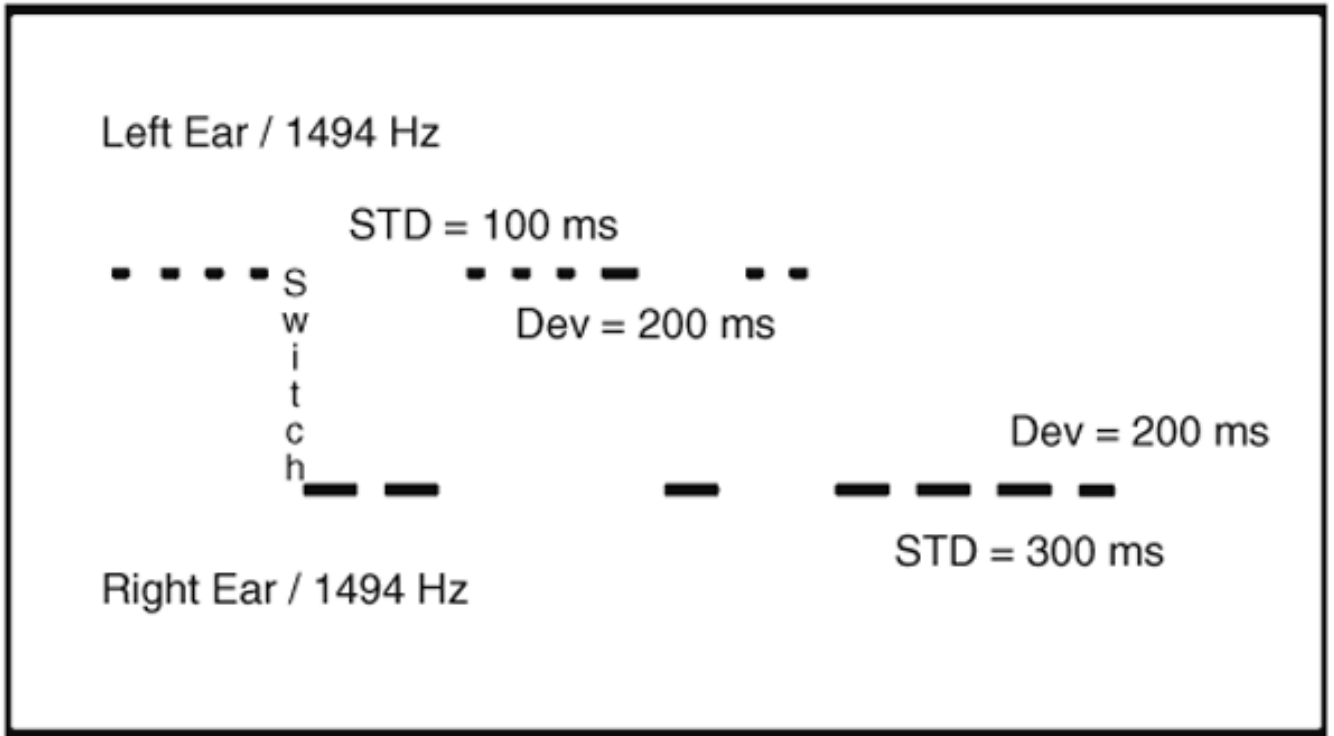 Left Ear / 1494 Hz
STD = 100 ms
Switch
Dev = 200 ms
Dev = 200 ms
STD = 300 ms
Right Ear / 1494 Hz